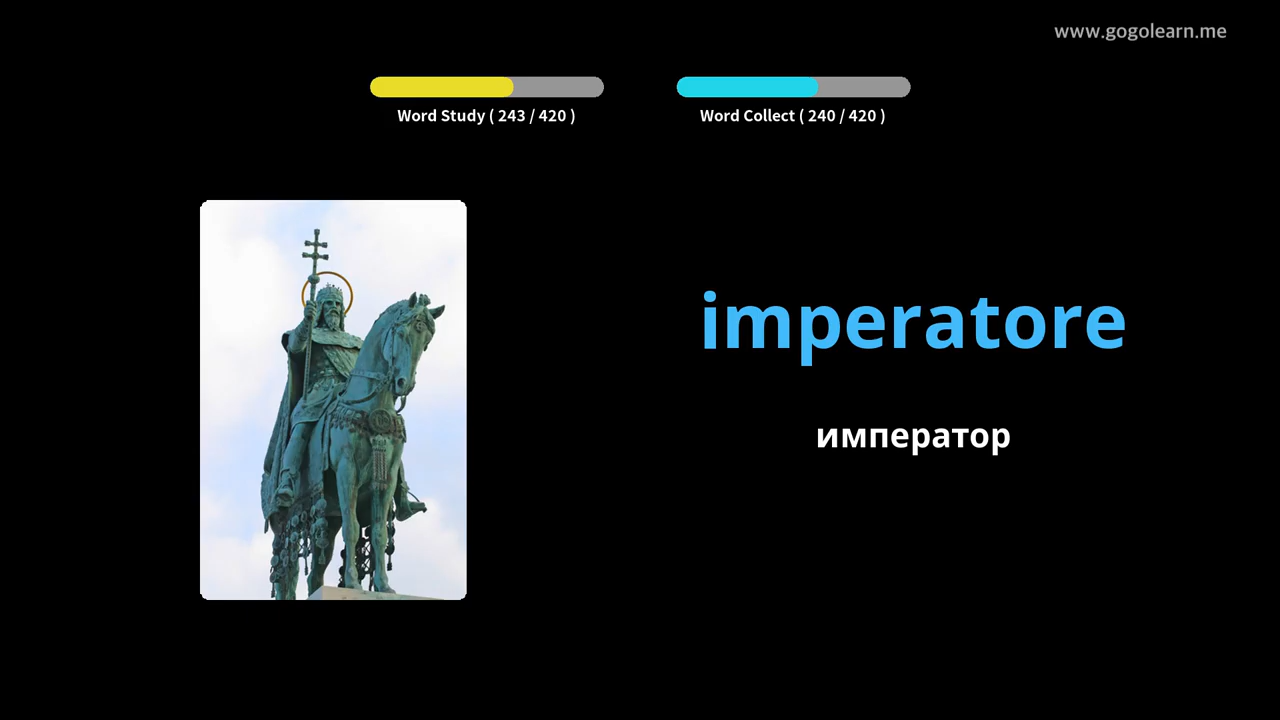 www.gogolearn.me
Word Study ( 243 / 420 )
Word Collect ( 240 / 420 )
imperatore
император